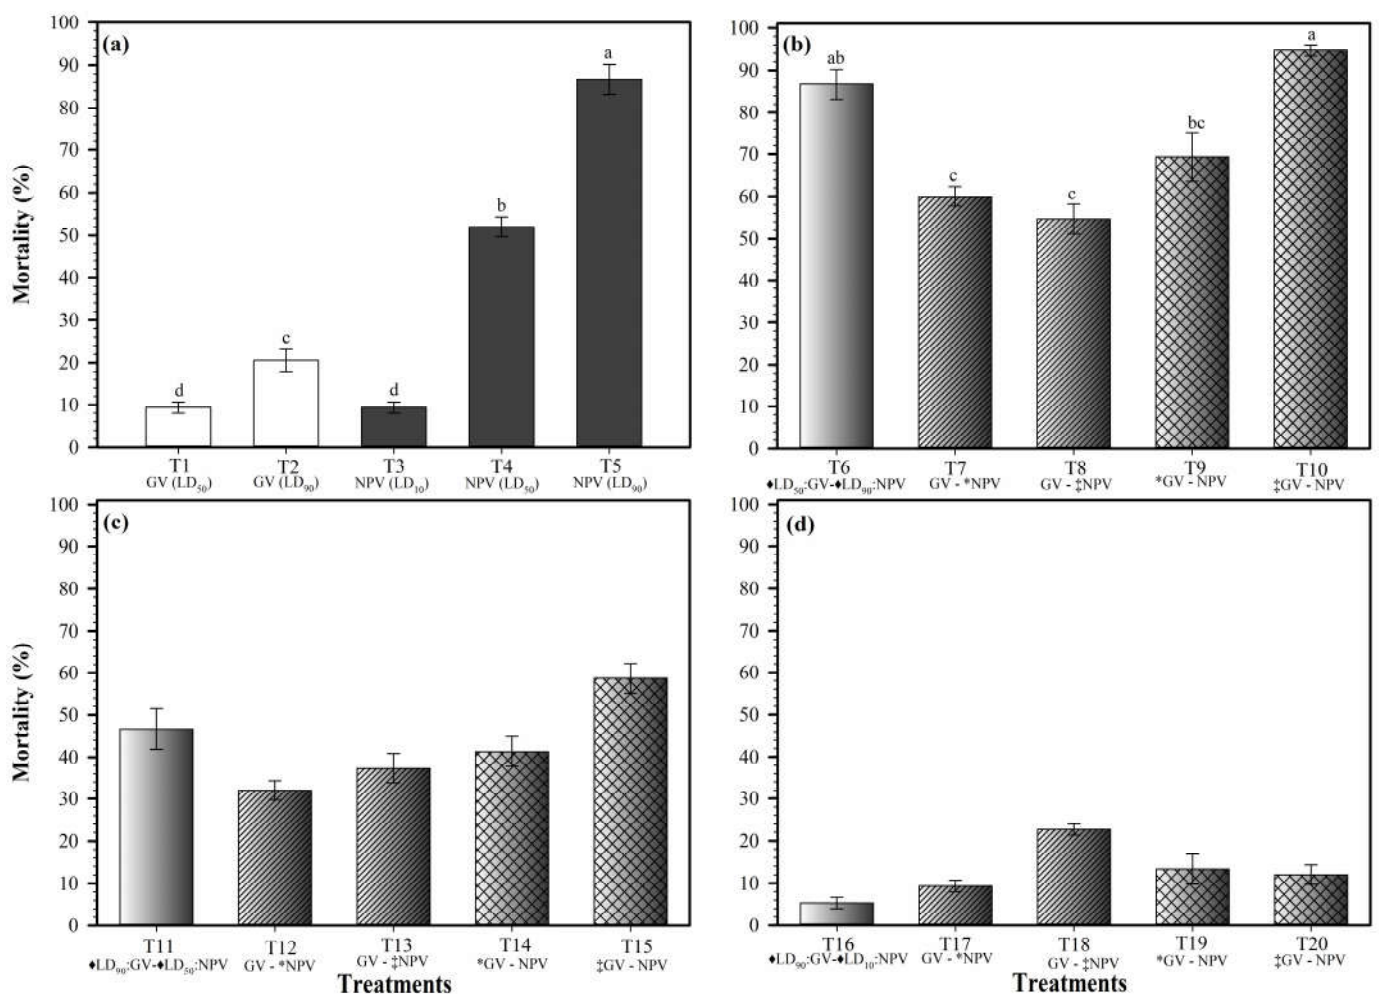 (a)
Mortality (%)
100
90
80
70
60
50
40
30
20
10
0
d
c
d
b
a
T1
T2
T3
T4
T5
GV (LD50)
GV (LD90)
NPV (LD10)
NPV (LD50)
NPV (LD90)
(b)
100
90
80
70
60
50
40
30
20
10
0
ab
c
c
bc
a
T6
T7
T8
T9
T10
♦LD50:GV-♦LD90:NPV
GV - *NPV
GV - ‡NPV
*GV - NPV
‡GV - NPV
(c)
Mortality (%)
100
90
80
70
60
50
40
30
20
10
0
T11
T12
T13
T14
T15
♦LD90:GV-♦LD50:NPV
GV - *NPV
GV - ‡NPV
*GV - NPV
‡GV - NPV
Treatments
(d)
100
90
80
70
60
50
40
30
20
10
0
T16
T17
T18
T19
T20
♦LD90:GV-♦LD10:NPV
GV - *NPV
GV - ‡NPV
*GV - NPV
‡GV - NPV
Treatments